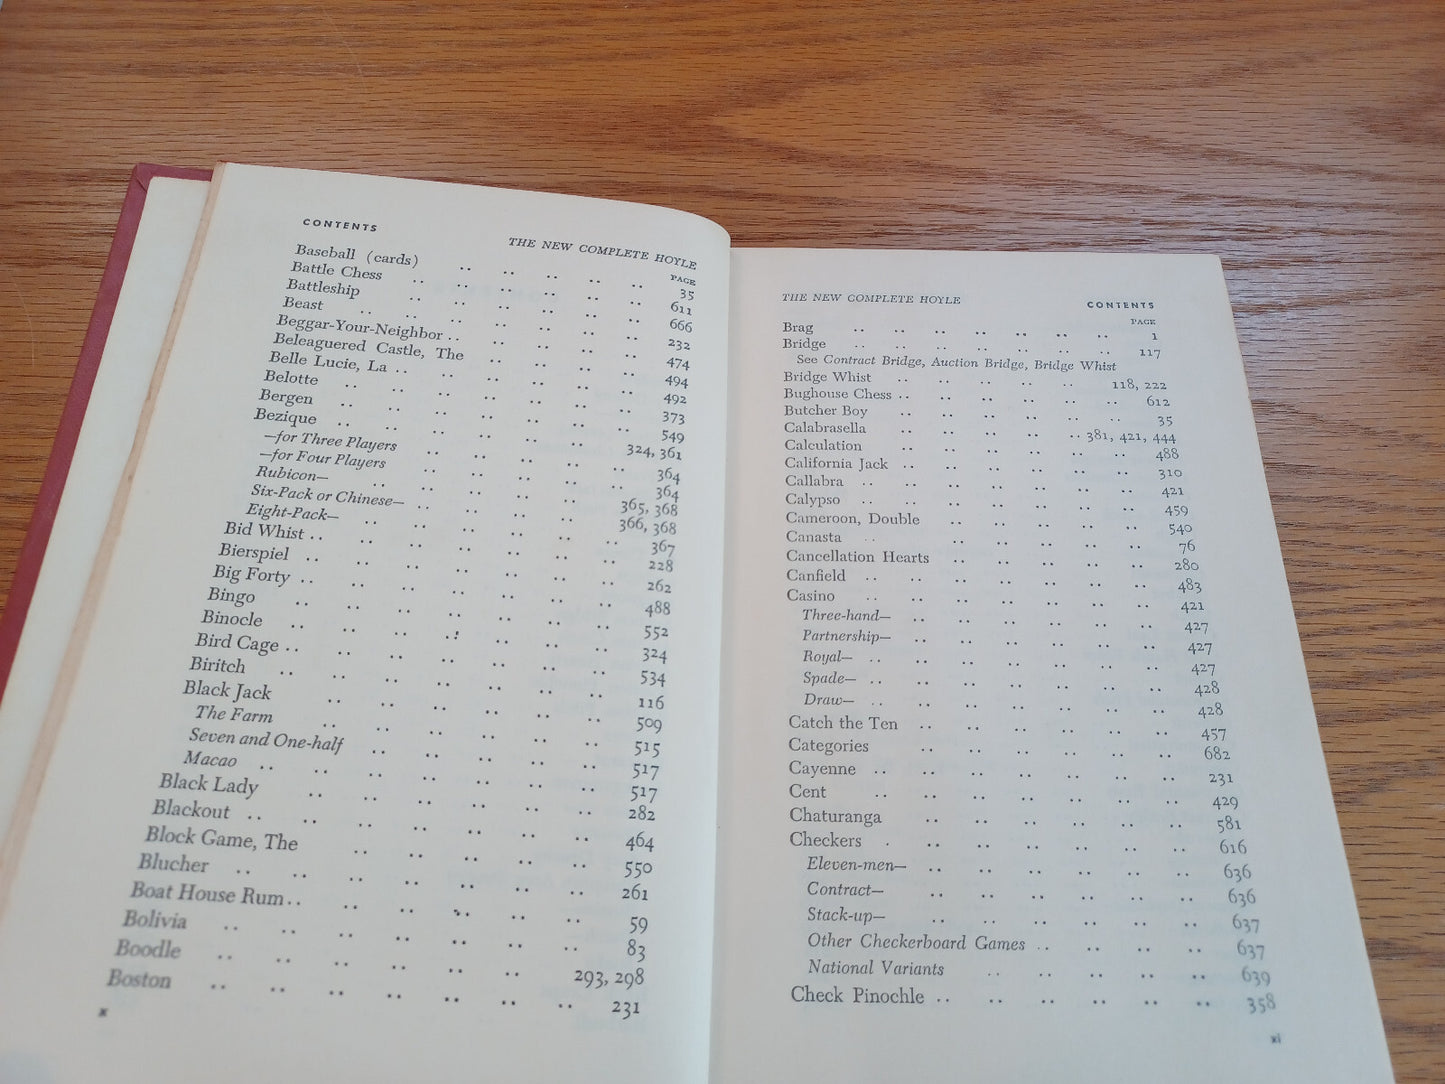 CONTENTS THE NEW COMPLETE HOYLE
PAGE
Baseball (cards) .. .. .. .. .. 35
Battle Chess .. .. .. .. .. 611
Battleship .. .. .. .. .. 666
Beast .. .. .. .. .. .. 232
Beggar-Your-Neighbor .. .. .. .. .. 474
Beleaguered Castle, The .. .. .. .. 494
Belle Lucie, La .. .. .. .. .. 492
Belotte .. .. .. .. .. .. 373
Bergen .. .. .. .. .. .. 549
Bezique .. .. .. .. .. 324, 361
—for Three Players .. .. .. .. 364
—for Four Players .. .. .. .. 364
Rubicon— .. .. .. .. .. 365, 368
Six-Pack or Chinese— .. .. .. .. 366, 368
Eight-Pack— .. .. .. .. .. 367
Bid Whist .. .. .. .. .. .. 228
Bierspiel .. .. .. .. .. .. 262
Big Forty .. .. .. .. .. .. 488
Bingo .. .. .. .. .. .. 552
Binocle .. .. .. .. .. .. 324
Bird Cage .. .. .. .. .. .. 534
Biritch .. .. .. .. .. .. 116
Black Jack .. .. .. .. .. 509
The Farm .. .. .. .. .. 515
Seven and One-half .. .. .. .. 517
Macao .. .. .. .. .. .. 517
Black Lady .. .. .. .. .. 282
Blackout .. .. .. .. .. .. 464
Block Game, The .. .. .. .. .. 550
Blucher .. .. .. .. .. .. 261
Boat House Rum .. .. .. .. .. 59
Bolivia .. .. .. .. .. .. 83
Boodle .. .. .. .. .. 293, 298
Boston .. .. .. .. .. .. 231
x
THE NEW COMPLETE HOYLE CONTENTS
PAGE
Brag .. .. .. .. .. .. 1
Bridge .. .. .. .. .. .. 117
See Contract Bridge, Auction Bridge, Bridge Whist
Bridge Whist .. .. .. .. .. 118, 222
Bughouse Chess .. .. .. .. .. 612
Butcher Boy .. .. .. .. .. 35
Calabrasella .. .. .. .. .. 381, 421, 444
Calculation .. .. .. .. .. 488
California Jack .. .. .. .. .. 310
Callabra .. .. .. .. .. .. 421
Calypso .. .. .. .. .. .. 459
Cameroon, Double .. .. .. .. 540
Canasta .. .. .. .. .. .. 76
Cancellation Hearts .. .. .. .. 280
Canfield .. .. .. .. .. .. 483
Casino .. .. .. .. .. .. 421
Three-hand— .. .. .. .. .. 427
Partnership— .. .. .. .. .. 427
Royal— .. .. .. .. .. .. 427
Spade— .. .. .. .. .. .. 428
Draw— .. .. .. .. .. .. 428
Catch the Ten .. .. .. .. .. 457
Categories .. .. .. .. .. 682
Cayenne .. .. .. .. .. .. 231
Cent .. .. .. .. .. .. 429
Chaturanga .. .. .. .. .. 581
Checkers . .. .. .. .. .. 616
Eleven-men— .. .. .. .. .. 636
Contract— .. .. .. .. .. 636
Stack-up— .. .. .. .. .. 637
Other Checkerboard Games .. .. .. .. 637
National Variants .. .. .. .. 639
Check Pinochle .. .. .. .. .. 358
xi